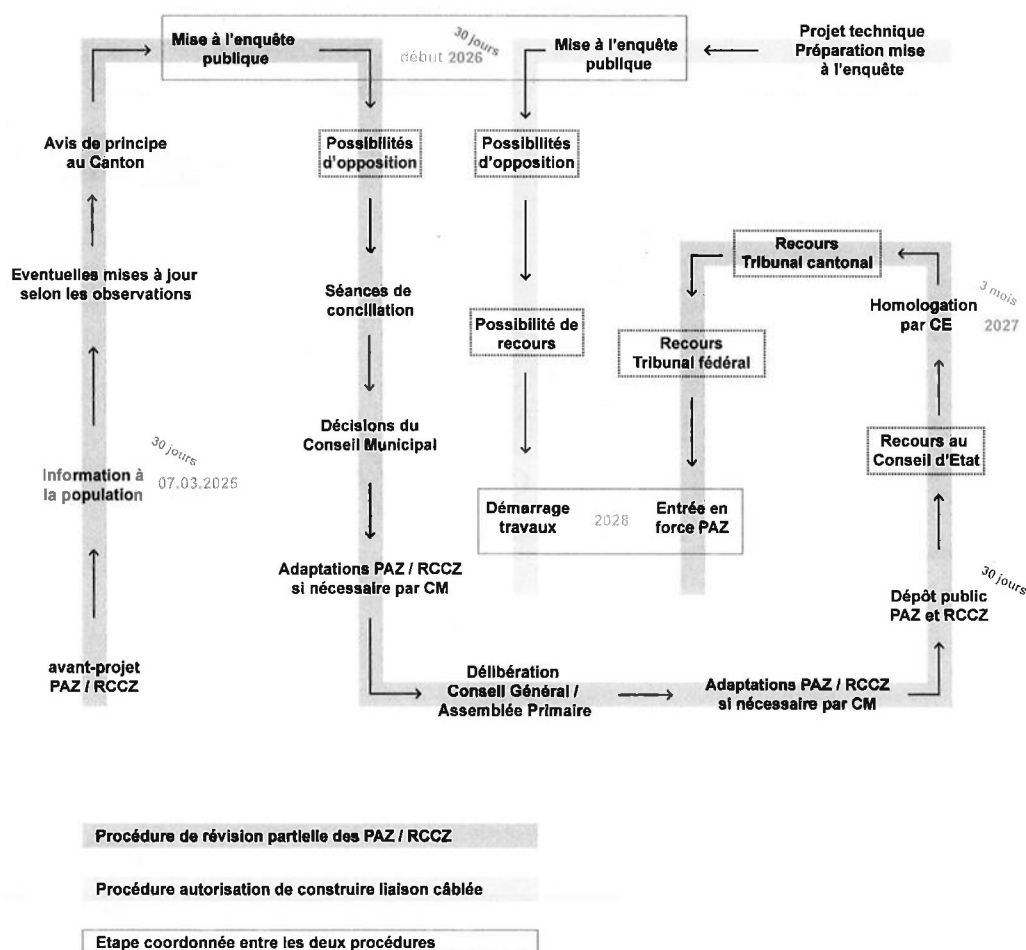 Mise à l'enquête
publique
30 jours
début 2026
Mise à l'enquête
publique
Projet technique
Préparation mise
à l'enquête
Avis de principe
au Canton
Possibilités
d'opposition
Possibilités
d'opposition
Eventuelles mises à jour
selon les observations
Séances de
conciliation
Possibilité de
recours
Recours
Tribunal cantonal
Recours
Tribunal fédéral
Homologation
par CE
3 mois
2027
Décisions du
Conseil Municipal
Recours au
Conseil d'Etat
Information à
la population
30 jours
07.03.2025
Démarrage
travaux
2028
Entrée en
force PAZ
Adaptations PAZ / RCCZ
si nécessaire par CM
Dépôt public
PAZ et RCCZ
30 jours
avant-projet
PAZ / RCCZ
Délibération
Conseil Général /
Assemblée Primaire
Adaptations PAZ / RCCZ
si nécessaire par CM
Procédure de révision partielle des PAZ / RCCZ
Procédure autorisation de construire liaison câblée
Etape coordonnée entre les deux procédures